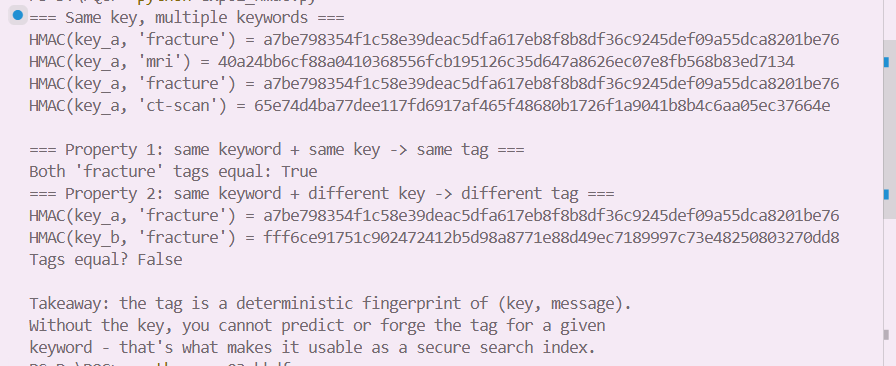 === Same key, multiple keywords ===
HMAC(key_a, 'fracture') = a7be798354f1c58e39deac5dfa617eb8f8b8df36c9245def09a55dca8201be76
HMAC(key_a, 'mri') = 40a24bb6cf88a0410368556fcb195126c35d647a8626ec07e8fb568b83ed7134
HMAC(key_a, 'fracture') = a7be798354f1c58e39deac5dfa617eb8f8b8df36c9245def09a55dca8201be76
HMAC(key_a, 'ct-scan') = 65e74d4ba77dee117fd6917af465f48680b1726f1a9041b8b4c6aa05ec37664e
=== Property 1: same keyword + same key -> same tag ===
Both 'fracture' tags equal: True
=== Property 2: same keyword + different key -> different tag ===
HMAC(key_a, 'fracture') = a7be798354f1c58e39deac5dfa617eb8f8b8df36c9245def09a55dca8201be76
HMAC(key_b, 'fracture') = fff6ce91751c902472412b5d98a8771e88d49ec7189997c73e48250803270dd8
Tags equal? False
Takeaway: the tag is a deterministic fingerprint of (key, message).
Without the key, you cannot predict or forge the tag for a given
keyword - that's what makes it usable as a secure search index.